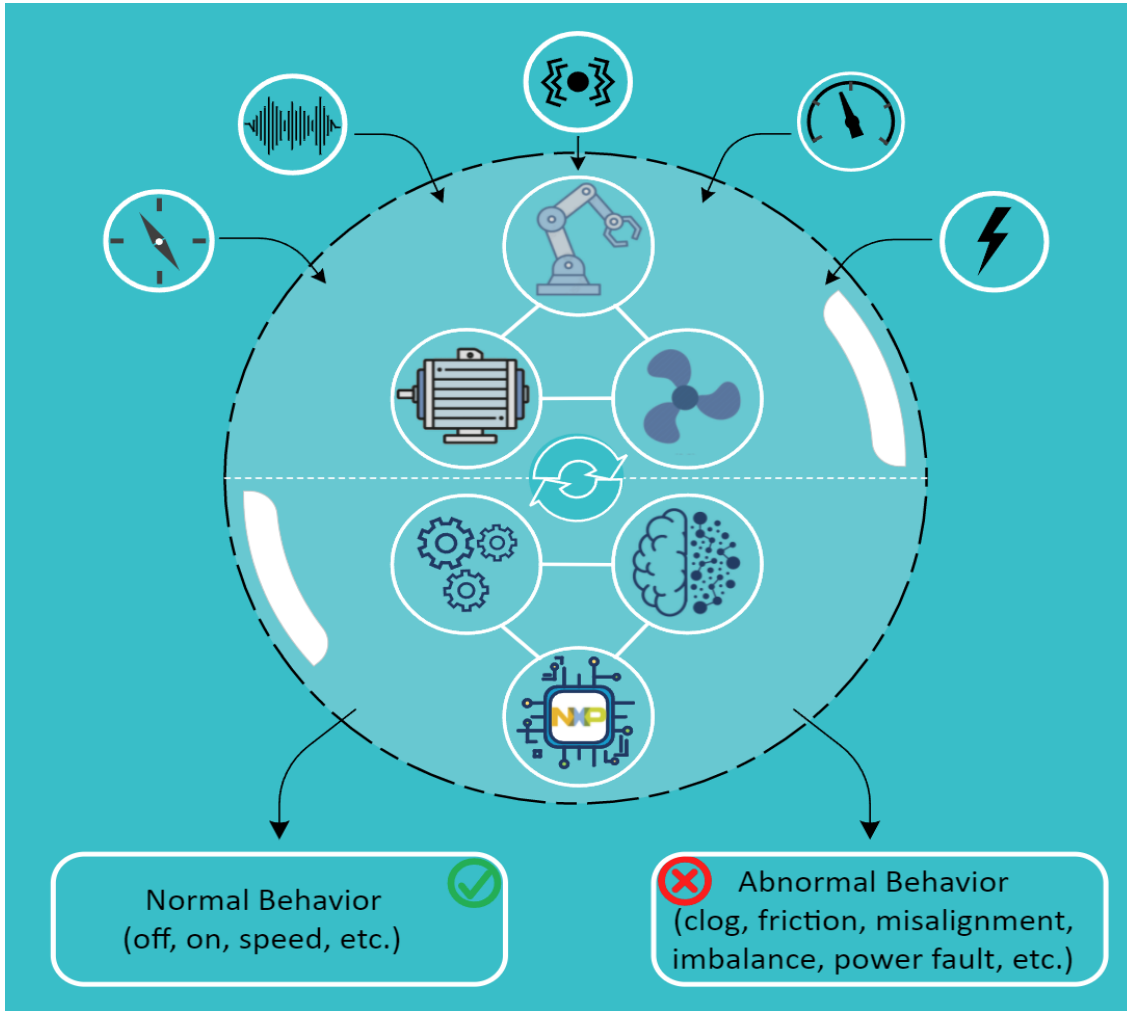 NXP
Normal Behavior
(off, on, speed, etc.)
Abnormal Behavior
(clog, friction, misalignment,
imbalance, power fault, etc.)